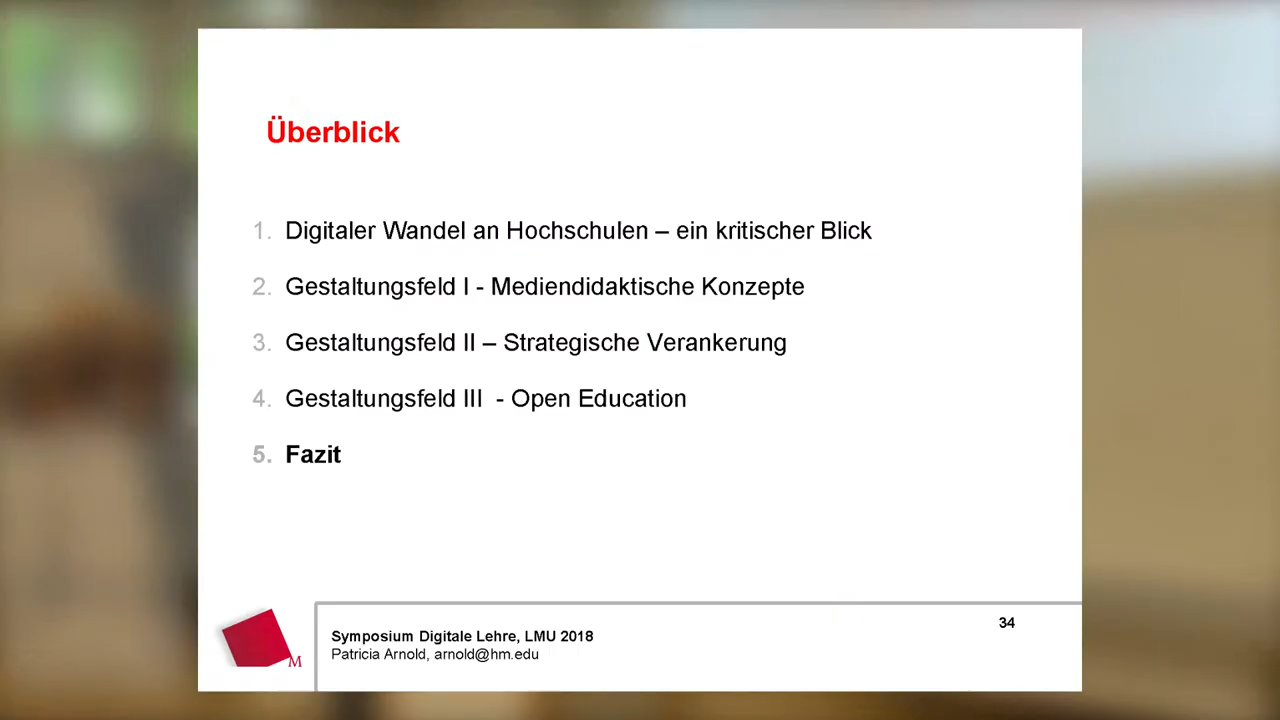 Überblick
1. Digitaler Wandel an Hochschulen – ein kritischer Blick
2. Gestaltungsfeld I - Mediendidaktische Konzepte
3. Gestaltungsfeld II – Strategische Verankerung
4. Gestaltungsfeld III - Open Education
5. Fazit
34
Symposium Digitale Lehre, LMU 2018
Patricia Arnold, arnold@hm.edu
M